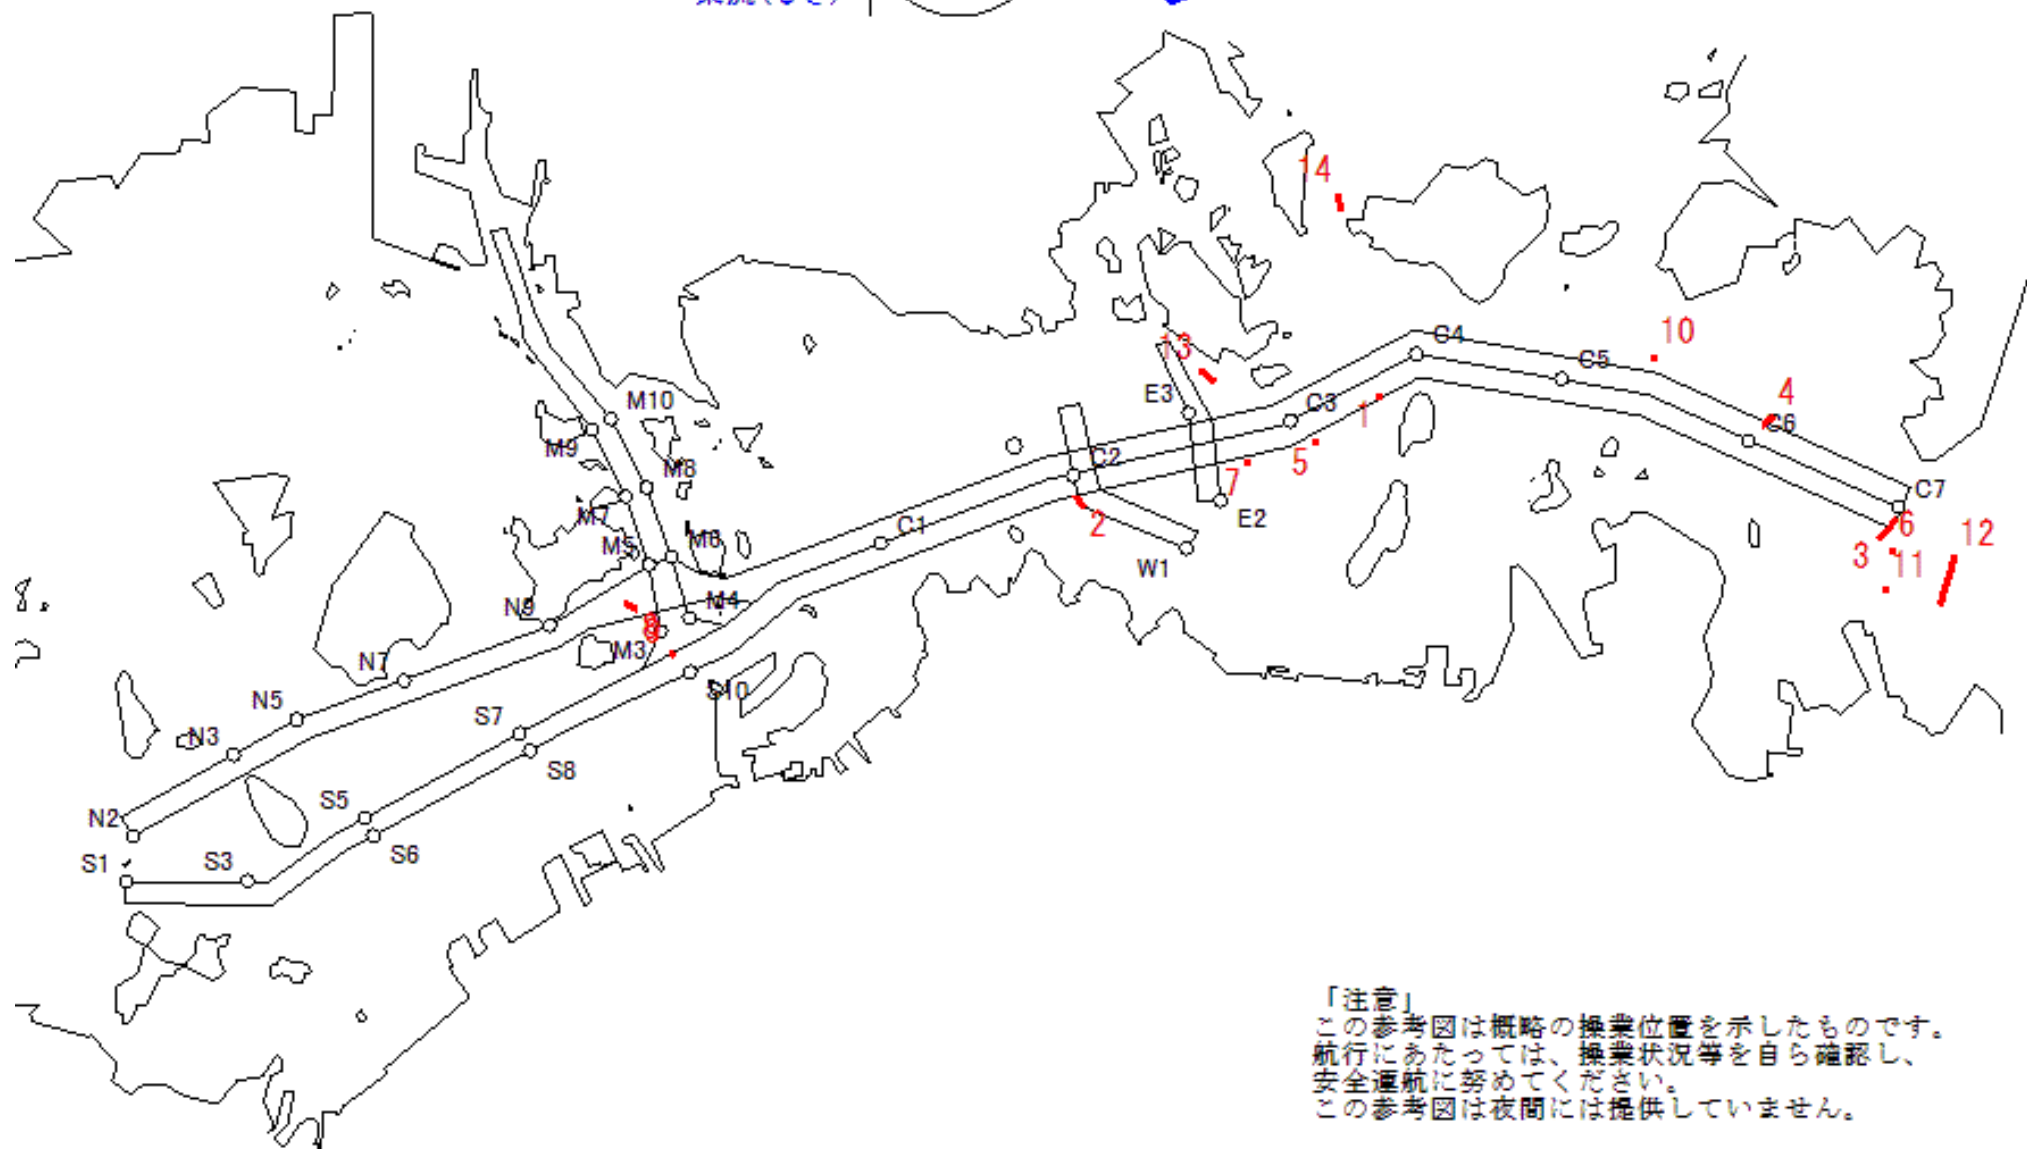 14
C4
10
C5
13
4
E3
C3
1
C6
M10
M9
M8
C2
5
7
C7
M7
2
E2
6
C1
M6
M5
3
12
W1
11
N9
M4
M3
N7
S10
N5
S7
N3
S8
S5
N2
S6
S1
S3
「注意」
この参考図は概略の操業位置を示したものです。
航行にあたっては、操業状況等を自ら確認し、
安全運航に努めてください。
この参考図は夜間には提供していません。